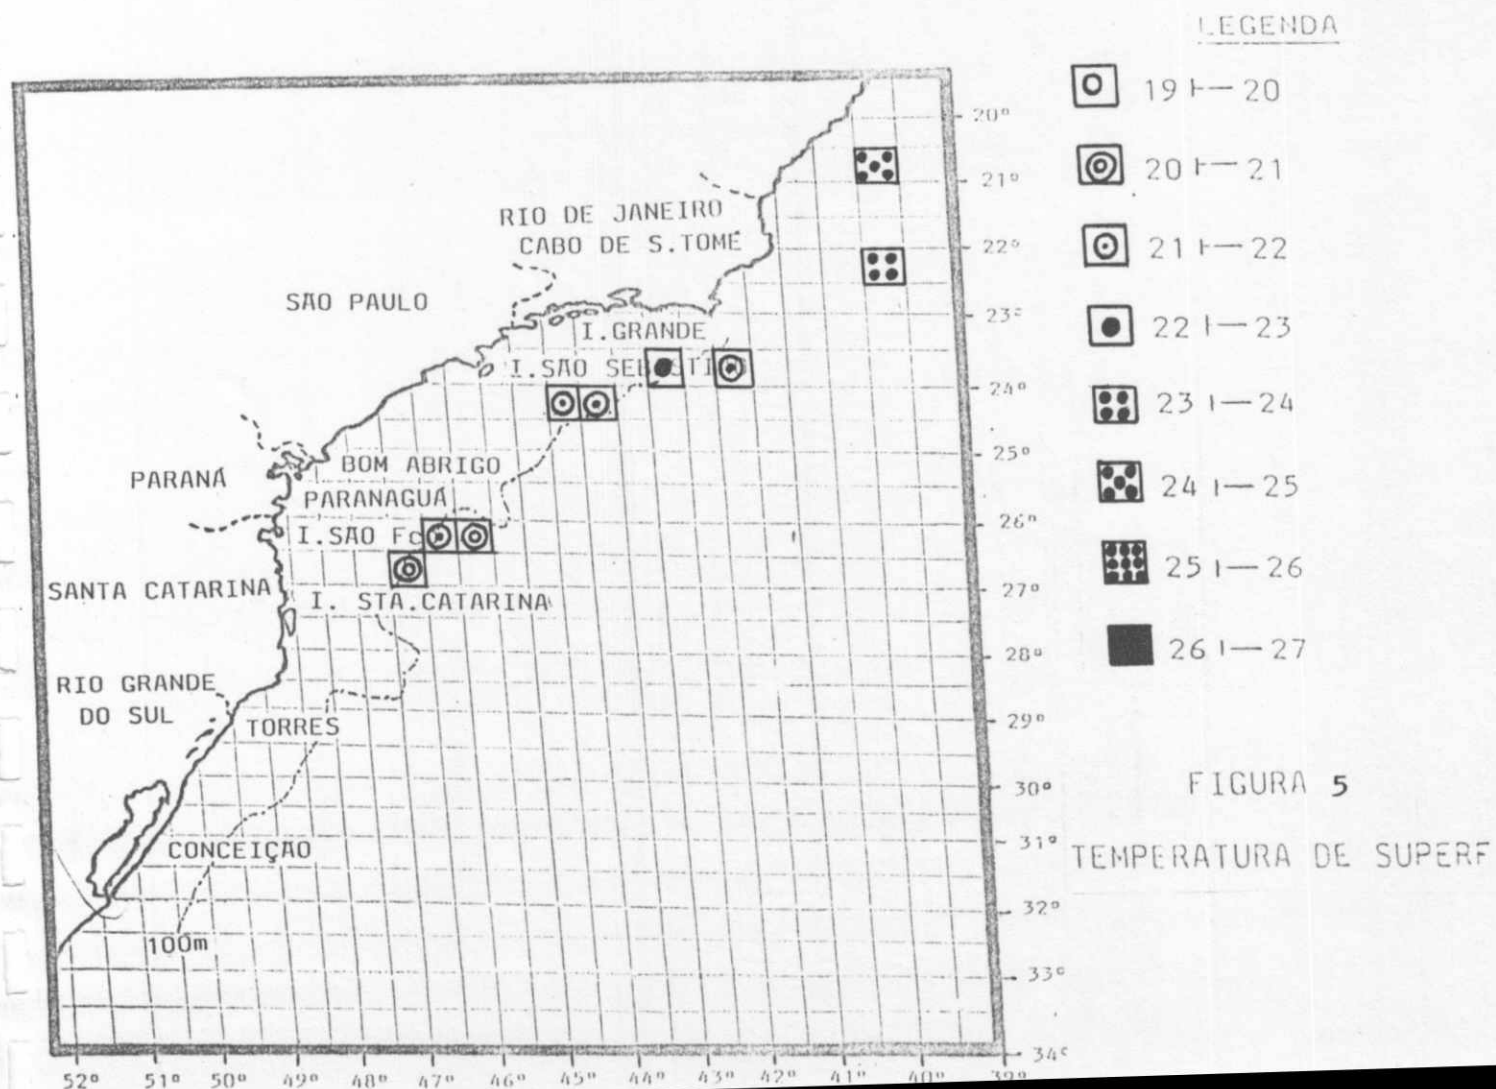 LEGENDA
19 ⊢— 20
20 ⊢— 21
21 ⊢— 22
22 ⊢— 23
23 ⊢— 24
24 ⊢— 25
25 ⊢— 26
26 ⊢— 27
FIGURA 5
TEMPERATURA DE SUPERF
RIO DE JANEIRO
CABO DE S.TOMÉ
SÃO PAULO
I.GRANDE
I.SÃO SEBASTIÃO
BOM ABRIGO
PARANÁ
PARANAGUÁ
I.SÃO Fc
SANTA CATARINA
I. STA.CATARINA
RIO GRANDE
DO SUL
TORRES
CONCEIÇÃO
100m
20°
21°
22°
23°
24°
25°
26°
27°
28°
29°
30°
31°
32°
33°
34°
52° 51° 50° 49° 48° 47° 46° 45° 44° 43° 42° 41° 40° 39°